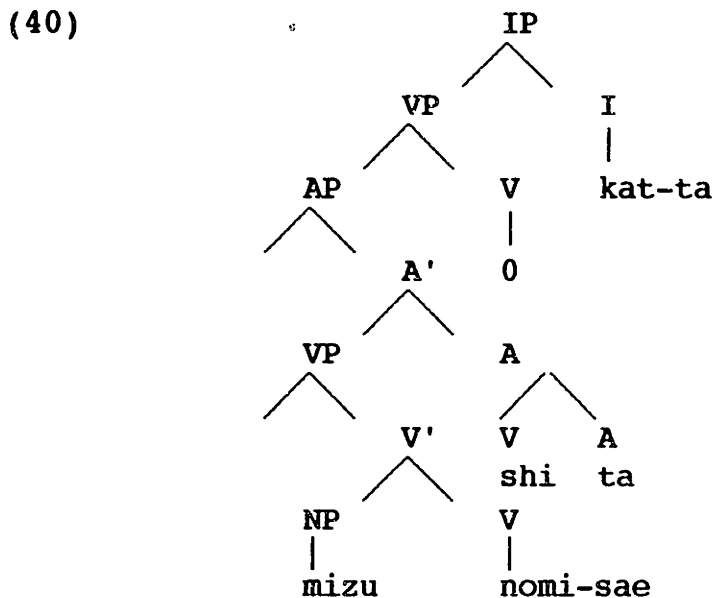 (40) IP
VP I
AP V kat-ta
A' 0
VP A
V' V A
shi ta
NP V
mizu nomi-sae